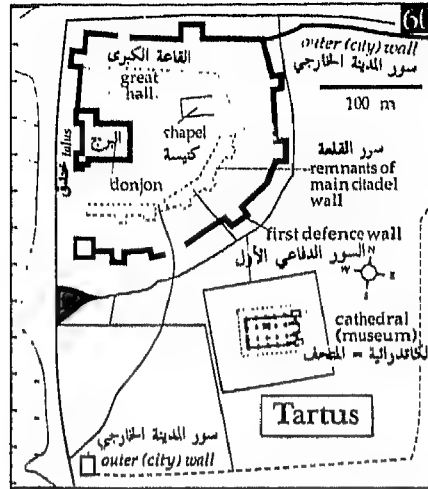 60
outer (city) wall
سور المدينة الخارجي
100 m
القاعة الكبرى
great
hall
البرج
chapel
كنيسة
talus
خندق
donjon
سور القلعة
remnants of
main citadel
wall
first defence wall
السور الدفاعي الأول
N
W
E
S
cathedral
(museum)
الكاتدرائية = المتحف
Tartus
سور المدينة الخارجي
outer (city) wall